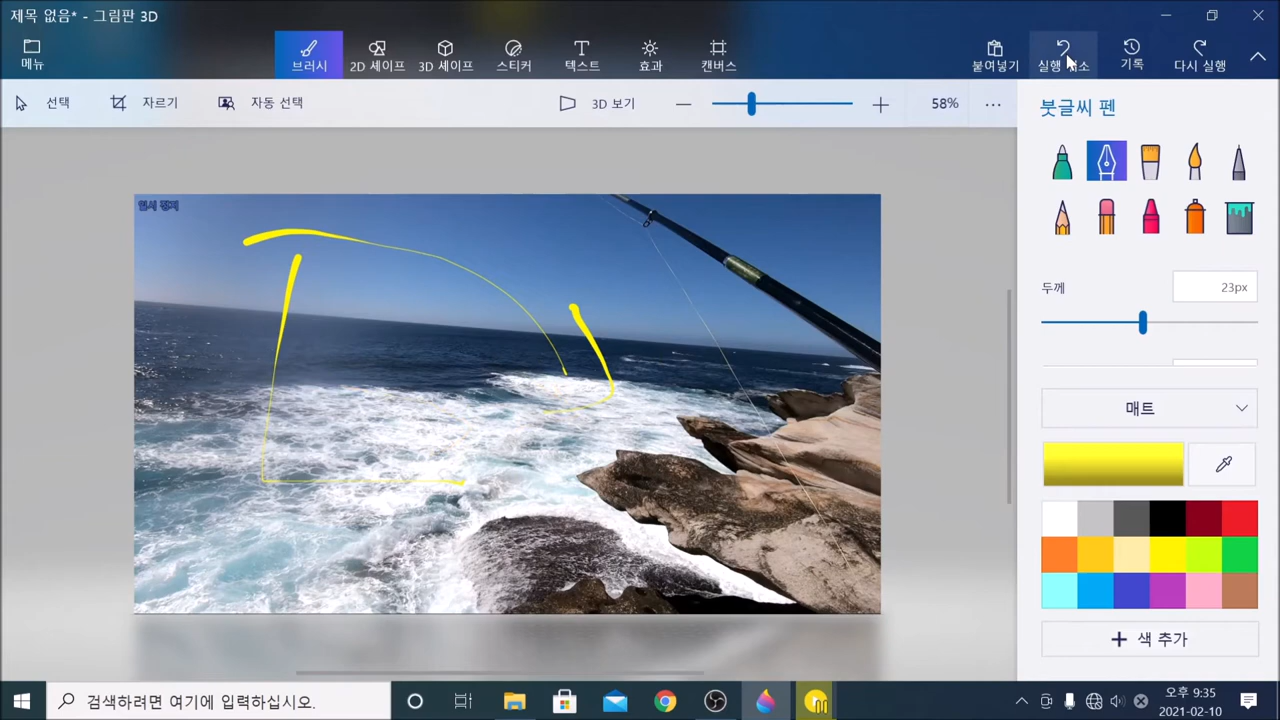 제목 없음* - 그림판 3D
메뉴
브러시
2D 셰이프
3D 셰이프
스티커
텍스트
효과
캔버스
붙여넣기
실행 취소
기록
다시 실행
선택
자르기
자동 선택
3D 보기
58%
붓글씨 펜
일시 정지
두께
23px
매트
색 추가
검색하려면 여기에 입력하십시오.
오후 9:35
2021-02-10